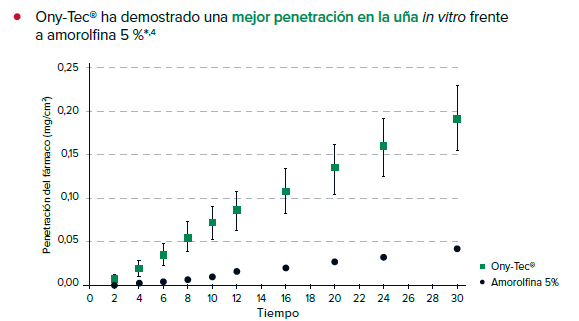 • Ony-Tec® ha demostrado una mejor penetración en la uña in vitro frente
a amorolfina 5 %*,4
Penetración del fármaco (mg/cm²)
0,25
0,20
0,15
0,10
0,05
0,00
0 2 4 6 8 10 12 14 16 18 20 22 24 26 28 30
Tiempo
Ony-Tec®
Amorolfina 5%